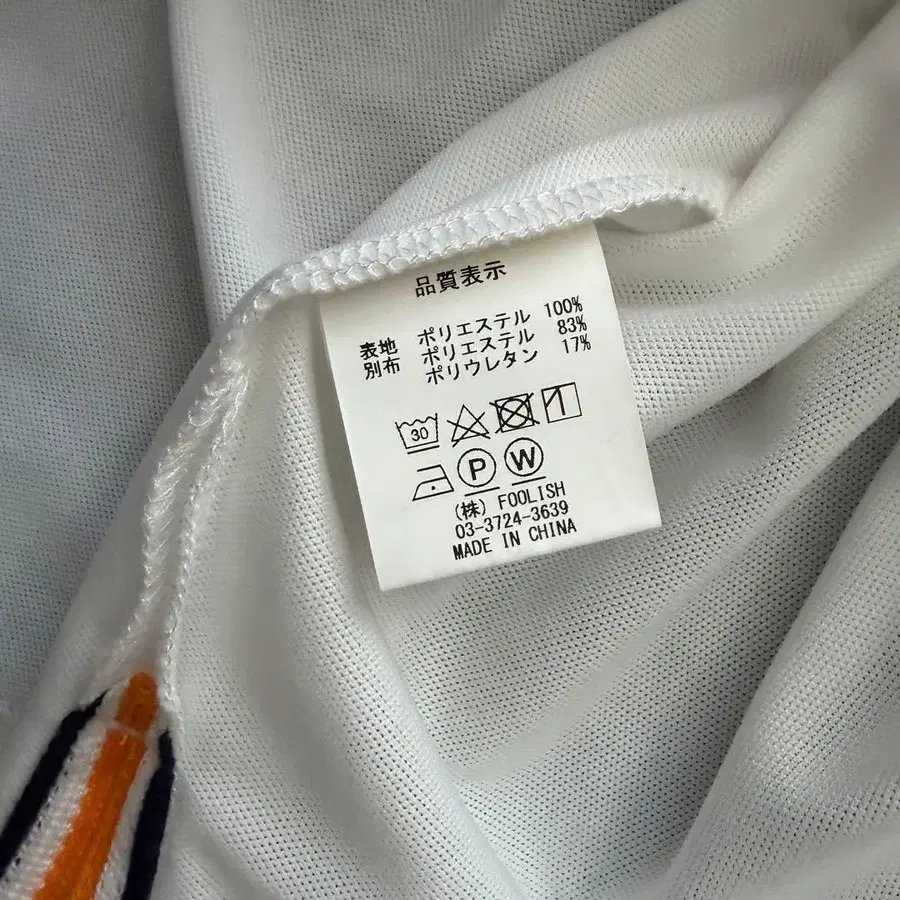 品質表示
表地 ポリエステル 100%
別布 ポリエステル 83%
ポリウレタン 17%
30
P W
(株) FOOLISH
03-3724-3639
MADE IN CHINA